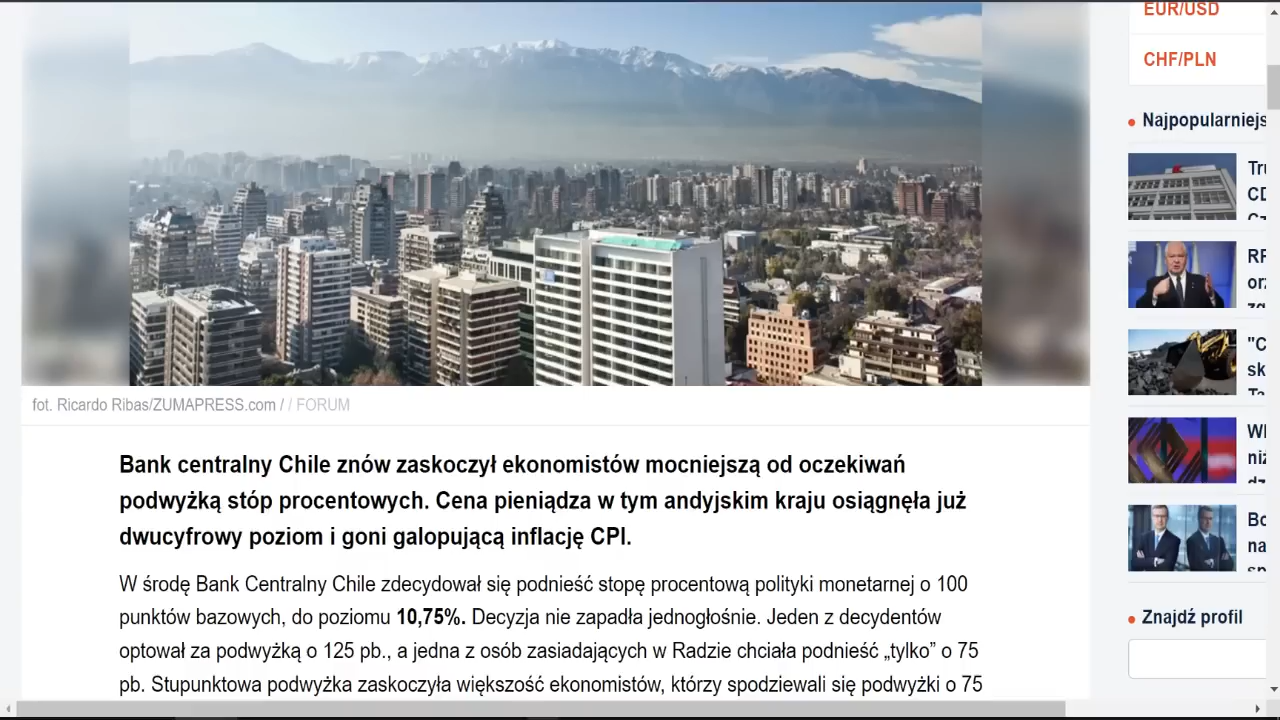 EUR/USD
CHF/PLN
Najpopularniejs
fot. Ricardo Ribas/ZUMAPRESS.com / / FORUM
Bank centralny Chile znów zaskoczył ekonomistów mocniejszą od oczekiwań
podwyżką stóp procentowych. Cena pieniądza w tym andyjskim kraju osiągnęła już
dwucyfrowy poziom i goni galopującą inflację CPI.
W środę Bank Centralny Chile zdecydował się podnieść stopę procentową polityki monetarnej o 100
punktów bazowych, do poziomu 10,75%. Decyzja nie zapadła jednogłośnie. Jeden z decydentów
optował za podwyżką o 125 pb., a jedna z osób zasiadających w Radzie chciała podnieść „tylko” o 75
pb. Stupunktowa podwyżka zaskoczyła większość ekonomistów, którzy spodziewali się podwyżki o 75
Znajdź profil